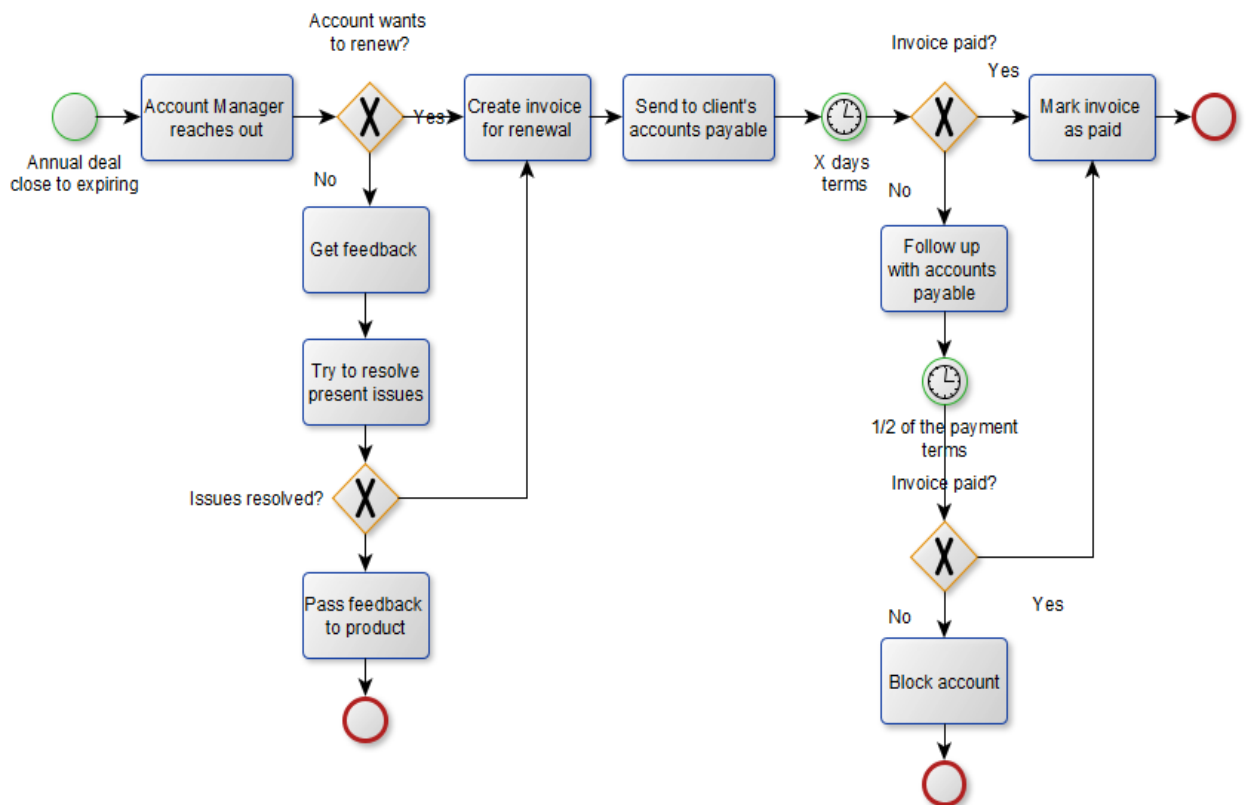 Account wants
to renew?
Invoice paid?
Yes
Account Manager
reaches out
Yes
Create invoice
for renewal
Send to client's
accounts payable
Mark invoice
as paid
Annual deal
close to expiring
X days
terms
No
No
Get feedback
Follow up
with accounts
payable
Try to resolve
present issues
1/2 of the payment
terms
Issues resolved?
Invoice paid?
Pass feedback
to product
No
Yes
Block account